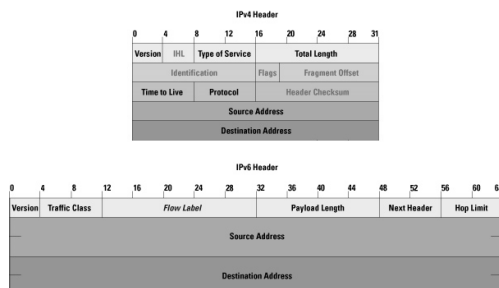 IPv4 Header
0 4 8 12 16 20 24 28 31
Version IHL Type of Service Total Length
Identification Flags Fragment Offset
Time to Live Protocol Header Checksum
Source Address
Destination Address
IPv6 Header
0 4 8 12 16 20 24 28 32 36 40 44 48 52 56 60
Version Traffic Class Flow Label Payload Length Next Header Hop Limit
Source Address
Destination Address